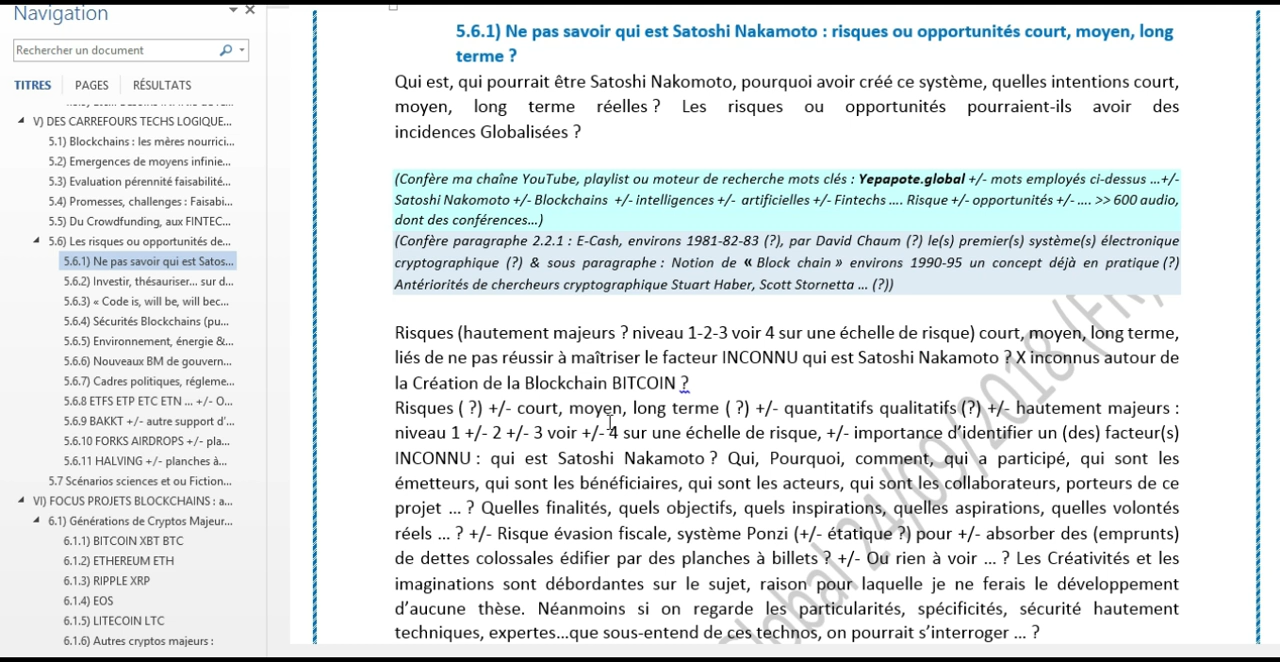 Navigation
Rechercher un document
TITRES PAGES RÉSULTATS
V) DES CARREFOURS TECHS LOGIQUE...
5.1) Blockchains : les mères nourrici...
5.2) Emergences de moyens infinie...
5.3) Evaluation pérennité faisabilité...
5.4) Promesses, challenges : Faisabi...
5.5) Du Crowdfunding, aux FINTEC...
5.6) Les risques ou opportunités de...
5.6.1) Ne pas savoir qui est Satos...
5.6.2) Investir, thésauriser... sur d...
5.6.3) « Code is, will be, will bec...
5.6.4) Sécurités Blockchains (pu...
5.6.5) Environnement, énergie &...
5.6.6) Nouveaux BM de gouvern...
5.6.7) Cadres politiques, régleme...
5.6.8 ETFS ETP ETC ETN ... +/- O...
5.6.9 BAKKT +/- autre support d'...
5.6.10 FORKS AIRDROPS +/- pla...
5.6.11 HALVING +/- planches à...
5.7 Scénarios sciences et ou Fiction...
VI) FOCUS PROJETS BLOCKCHAINS : a...
6.1) Générations de Cryptos Majeur...
6.1.1) BITCOIN XBT BTC
6.1.2) ETHEREUM ETH
6.1.3) RIPPLE XRP
6.1.4) EOS
6.1.5) LITECOIN LTC
6.1.6) Autres cryptos majeurs :
5.6.1) Ne pas savoir qui est Satoshi Nakamoto : risques ou opportunités court, moyen, long
terme ?
Qui est, qui pourrait être Satoshi Nakomoto, pourquoi avoir créé ce système, quelles intentions court,
moyen, long terme réelles ? Les risques ou opportunités pourraient-ils avoir des
incidences Globalisées ?
(Confère ma chaîne YouTube, playlist ou moteur de recherche mots clés : Yepapote.global +/- mots employés ci-dessus ...+/-
Satoshi Nakomoto +/- Blockchains +/- intelligences +/- artificielles +/- Fintechs .... Risque +/- opportunités +/- .... >> 600 audio,
dont des conférences...)
(Confère paragraphe 2.2.1 : E-Cash, environs 1981-82-83 (?), par David Chaum (?) le(s) premier(s) système(s) électronique
cryptographique (?) & sous paragraphe : Notion de « Block chain » environs 1990-95 un concept déjà en pratique (?)
Antériorités de chercheurs cryptographique Stuart Haber, Scott Stornetta ... (?))
Risques (hautement majeurs ? niveau 1-2-3 voir 4 sur une échelle de risque) court, moyen, long terme,
liés de ne pas réussir à maîtriser le facteur INCONNU qui est Satoshi Nakamoto ? X inconnus autour de
la Création de la Blockchain BITCOIN ?
Risques ( ?) +/- court, moyen, long terme ( ?) +/- quantitatifs qualitatifs (?) +/- hautement majeurs :
niveau 1 +/- 2 +/- 3 voir +/- 4 sur une échelle de risque, +/- importance d'identifier un (des) facteur(s)
INCONNU : qui est Satoshi Nakamoto ? Qui, Pourquoi, comment, qui a participé, qui sont les
émetteurs, qui sont les bénéficiaires, qui sont les acteurs, qui sont les collaborateurs, porteurs de ce
projet ... ? Quelles finalités, quels objectifs, quels inspirations, quelles aspirations, quelles volontés
réels ... ? +/- Risque évasion fiscale, système Ponzi (+/- étatique ?) pour +/- absorber des (emprunts)
de dettes colossales édifier par des planches à billets ? +/- Ou rien à voir ... ? Les Créativités et les
imaginations sont débordantes sur le sujet, raison pour laquelle je ne ferais le développement
d'aucune thèse. Néanmoins si on regarde les particularités, spécificités, sécurité hautement
techniques, expertes...que sous-entend de ces technos, on pourrait s'interroger ... ?
24/09/2018